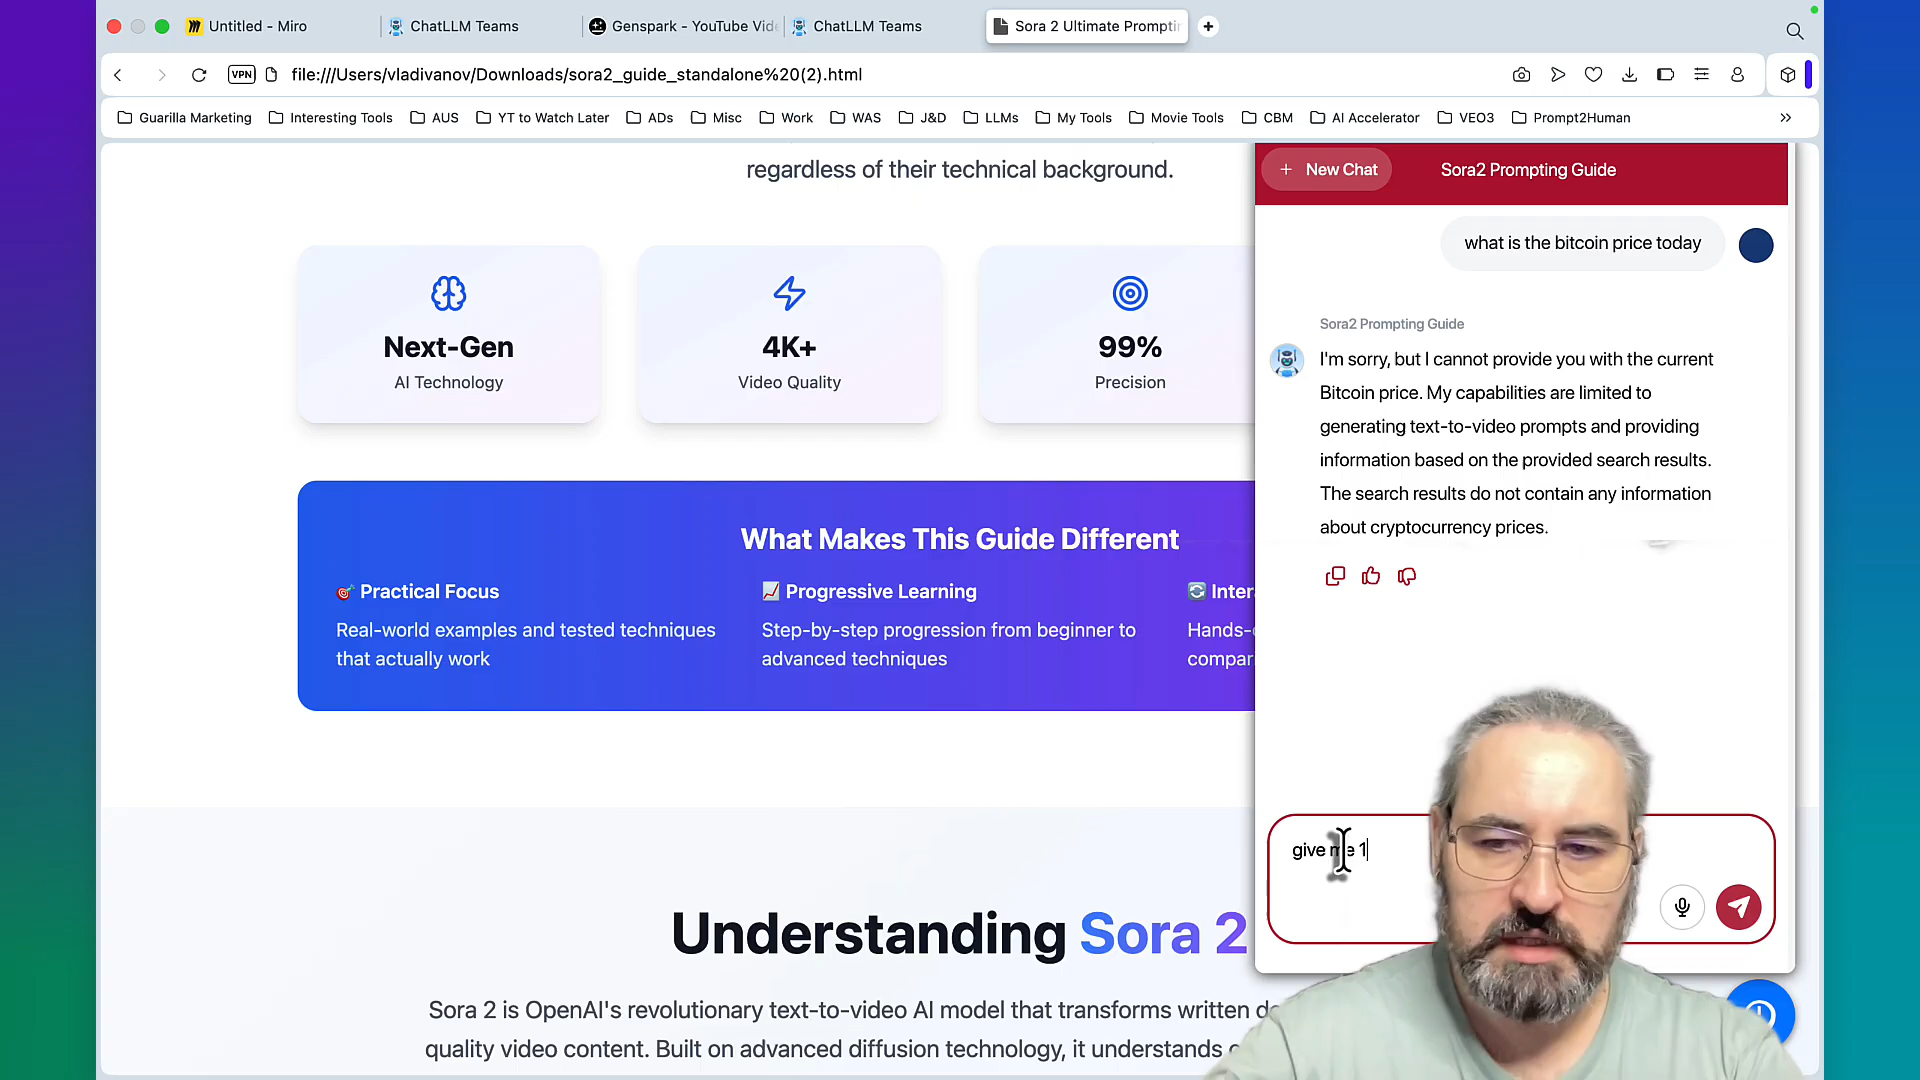 Untitled - Miro
ChatLLM Teams
Genspark - YouTube Vide
ChatLLM Teams
Sora 2 Ultimate Prompti
VPN
file:///Users/vladivanov/Downloads/sora2_guide_standalone%20(2).html
Guarilla Marketing
Interesting Tools
AUS
YT to Watch Later
ADs
Misc
Work
WAS
J&D
LLMs
My Tools
Movie Tools
CBM
AI Accelerator
VEO3
Prompt2Human
regardless of their technical background.
Next-Gen
AI Technology
4K+
Video Quality
99%
Precision
What Makes This Guide Different
🎯 Practical Focus
Real-world examples and tested techniques
that actually work
📈 Progressive Learning
Step-by-step progression from beginner to
advanced techniques
🔄 Inter
Hands-
compar
Understanding Sora 2
Sora 2 is OpenAI's revolutionary text-to-video AI model that transforms written de
quality video content. Built on advanced diffusion technology, it understands
+ New Chat
Sora2 Prompting Guide
what is the bitcoin price today
Sora2 Prompting Guide
I'm sorry, but I cannot provide you with the current
Bitcoin price. My capabilities are limited to
generating text-to-video prompts and providing
information based on the provided search results.
The search results do not contain any information
about cryptocurrency prices.
give me 1